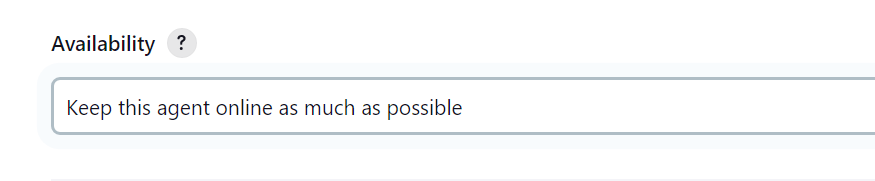 Availability ?
Keep this agent online as much as possible